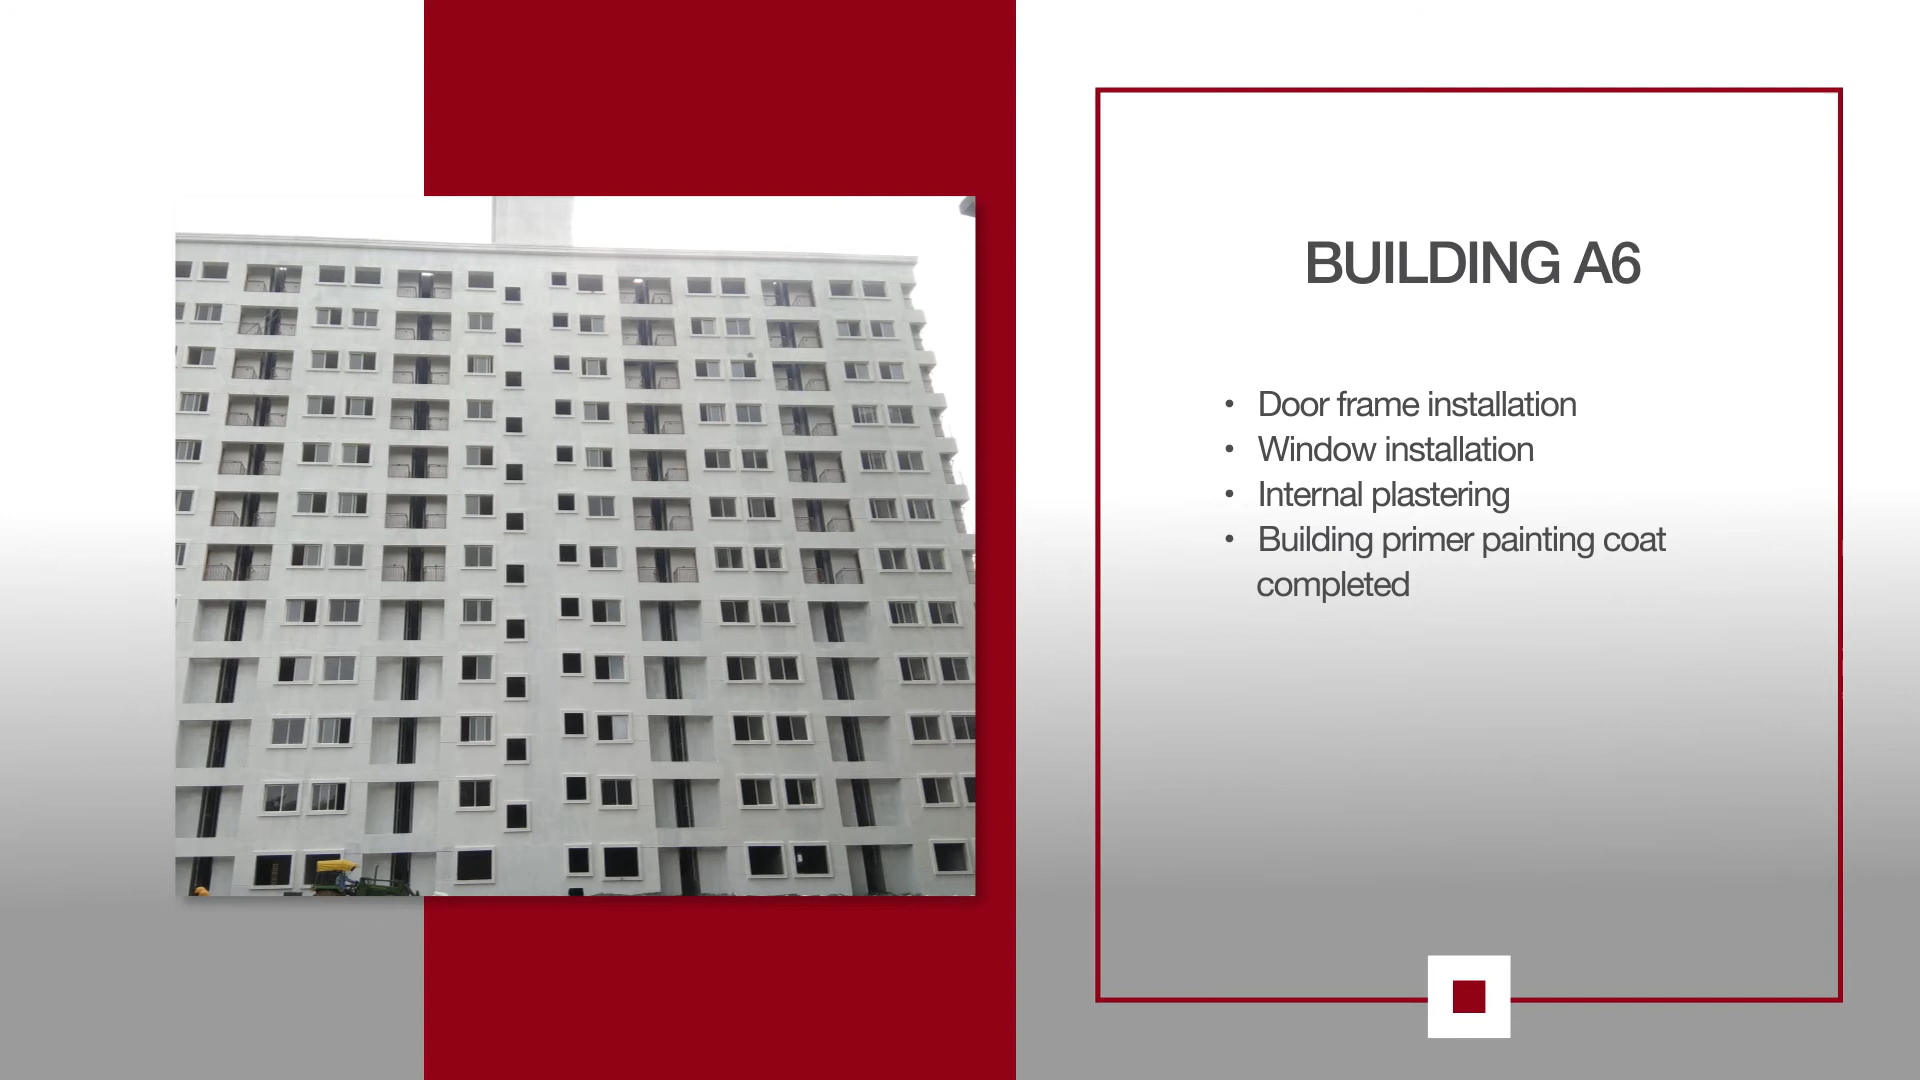 BUILDING A6
• Door frame installation
• Window installation
• Internal plastering
• Building primer painting coat
completed